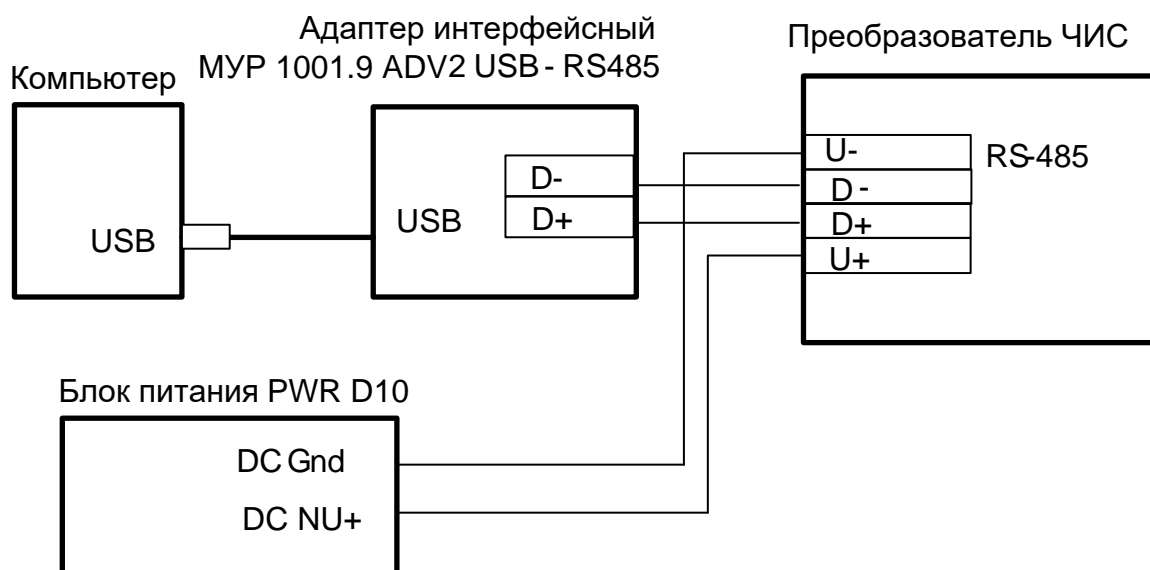 Адаптер интерфейсный
МУР 1001.9 ADV2 USB - RS485
Преобразователь ЧИС
Компьютер
USB
USB
D-
D+
U-
D -
D+
U+
RS-485
Блок питания PWR D10
DC Gnd
DC NU+